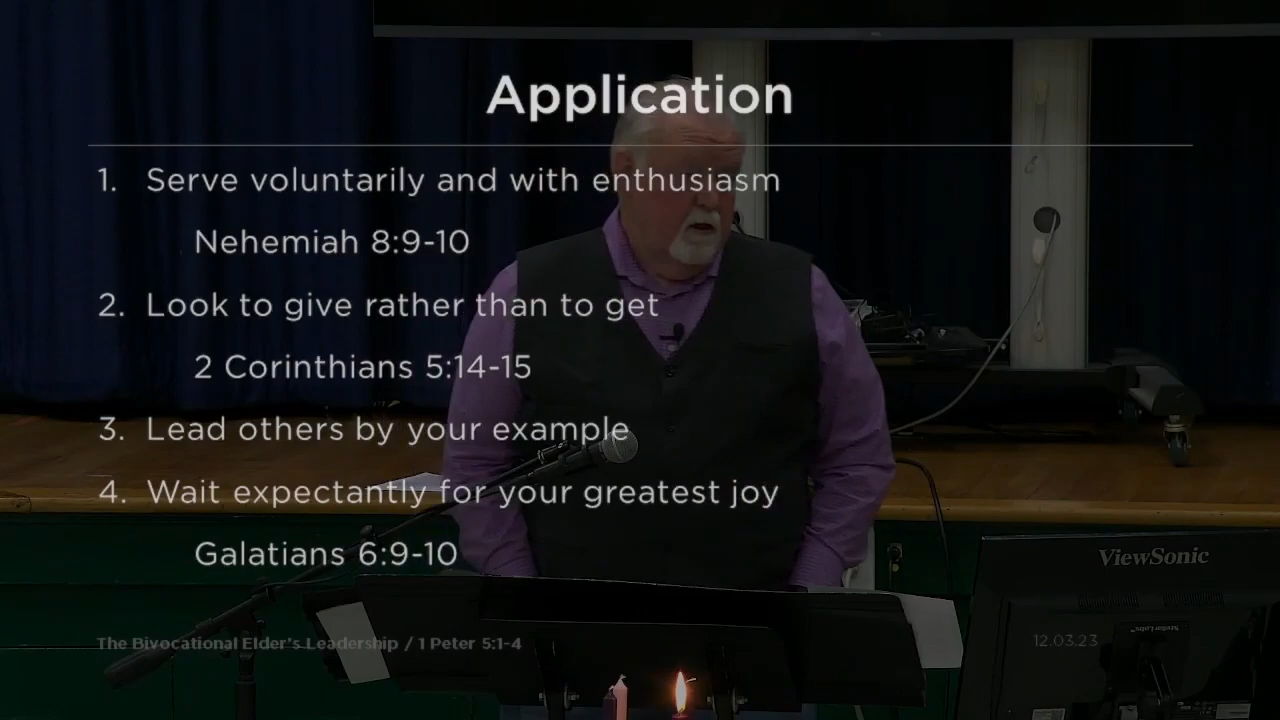 Application
1. Serve voluntarily and with enthusiasm
Nehemiah 8:9-10
2. Look to give rather than to get
2 Corinthians 5:14-15
3. Lead others by your example
4. Wait expectantly for your greatest joy
Galatians 6:9-10
ViewSonic
Stellar Labs
The Bivocational Elder's Leadership / 1 Peter 5:1-4
12.03.23